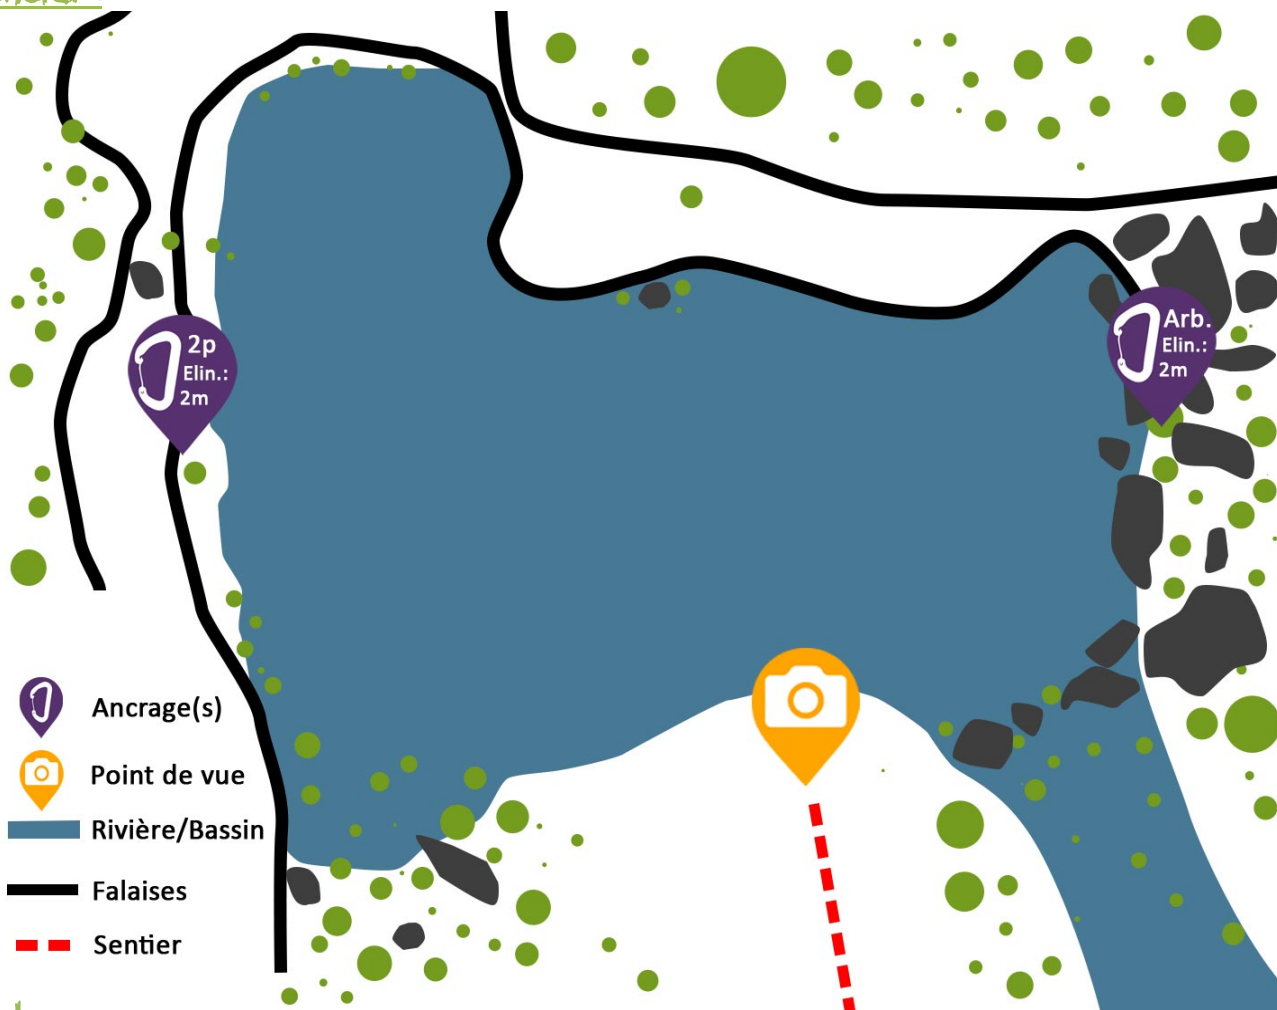 2p
Elin.:
2m
Arb.
Elin.:
2m
Ancrage(s)
Point de vue
Rivière/Bassin
Falaises
Sentier